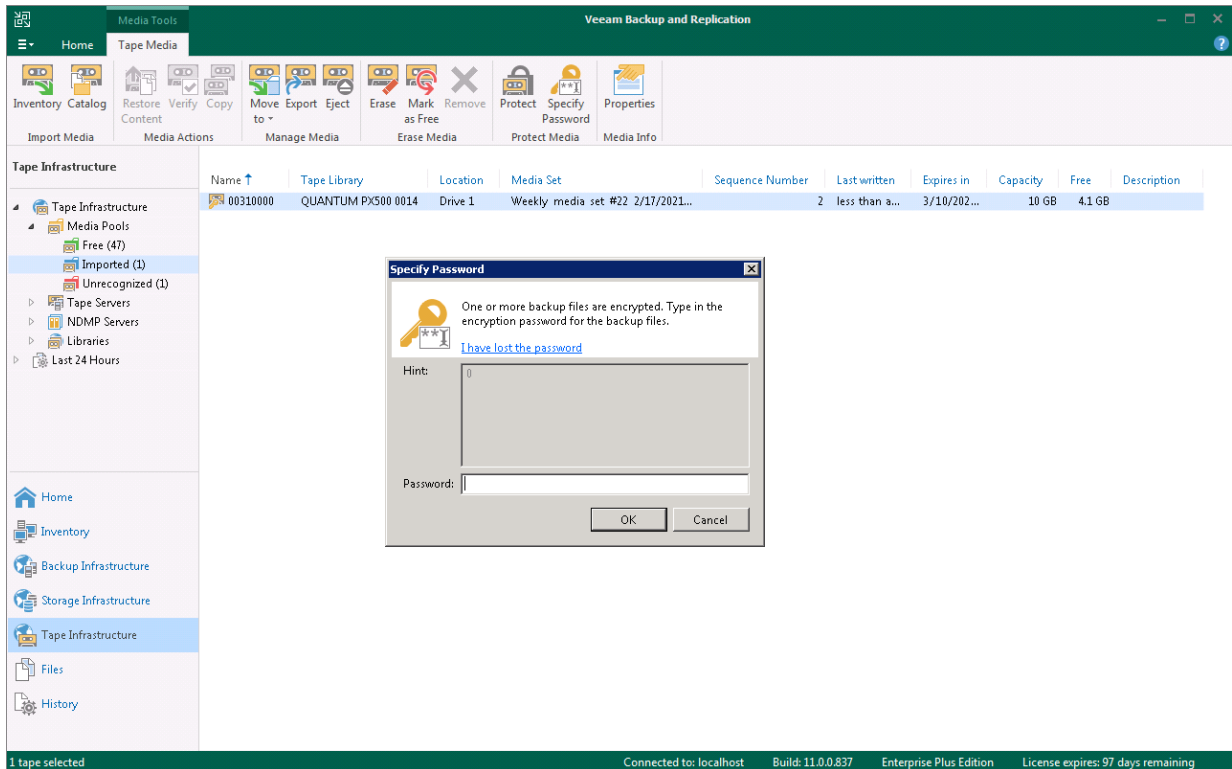 Media Tools
Veeam Backup and Replication
Home Tape Media
Inventory Catalog Restore Content Verify Copy Move to Export Eject Erase Mark as Free Remove Protect Specify Password Properties
Import Media Media Actions Manage Media Erase Media Protect Media Media Info
Tape Infrastructure
Name Tape Library Location Media Set Sequence Number Last written Expires in Capacity Free Description
00310000 QUANTUM PX500 0014 Drive 1 Weekly media set #22 2/17/2021... 2 less than a... 3/10/202... 10 GB 4.1 GB
Tape Infrastructure
Media Pools
Free (47)
Imported (1)
Unrecognized (1)
Tape Servers
NDMP Servers
Libraries
Last 24 Hours
Specify Password
One or more backup files are encrypted. Type in the
encryption password for the backup files.
I have lost the password
Hint:
0
Password:
OK Cancel
Home
Inventory
Backup Infrastructure
Storage Infrastructure
Tape Infrastructure
Files
History
1 tape selected Connected to: localhost Build: 11.0.0.837 Enterprise Plus Edition License expires: 97 days remaining